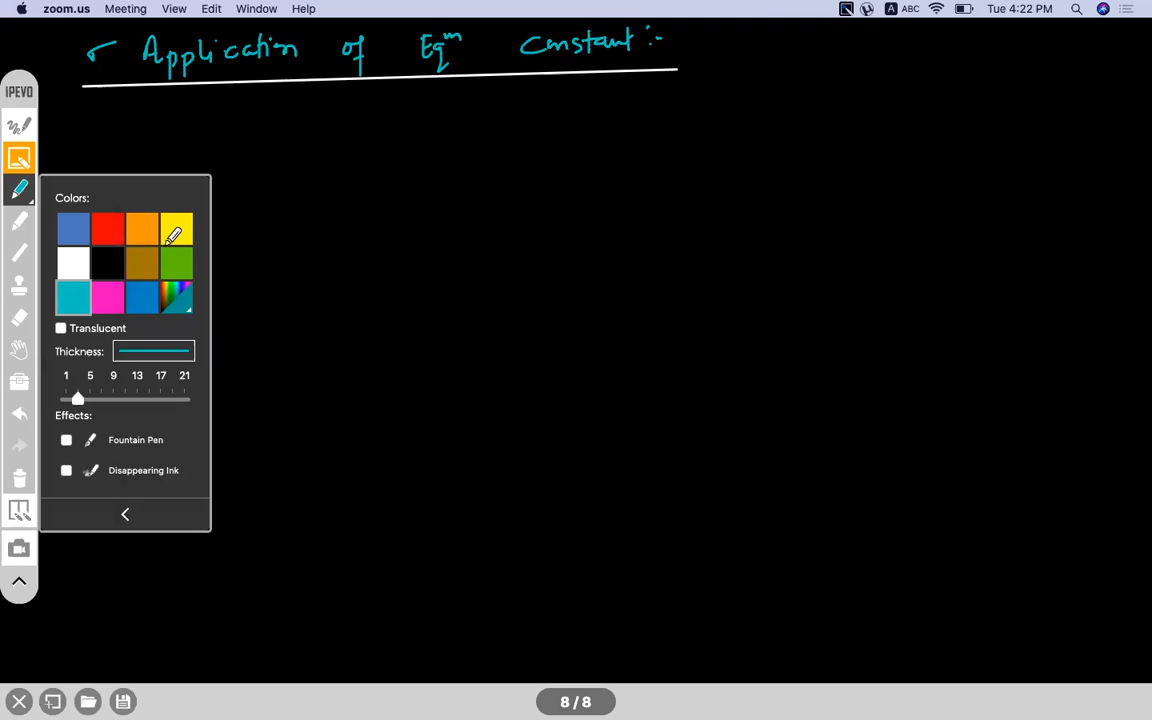 zoom.us Meeting View Edit Window Help A ABC Tue 4:22 PM
Application of Eqm Constant :-
IPEVO
Colors:
Translucent
Thickness:
1 5 9 13 17 21
Effects:
Fountain Pen
Disappearing Ink
8 / 8